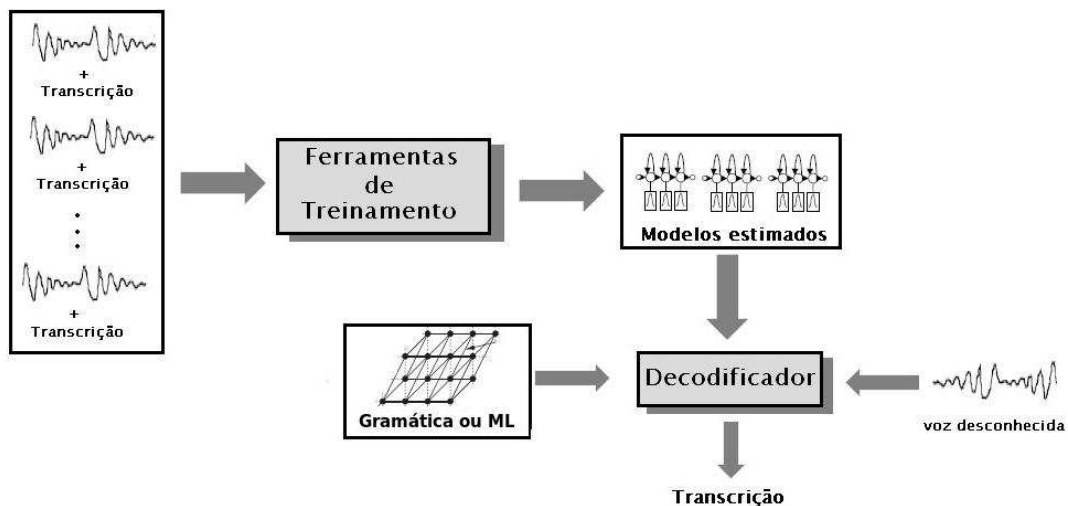 +
Transcrição
+
Transcrição
+
Transcrição
Ferramentas
de
Treinamento
Modelos estimados
Gramática ou ML
Decodificador
voz desconhecida
Transcrição